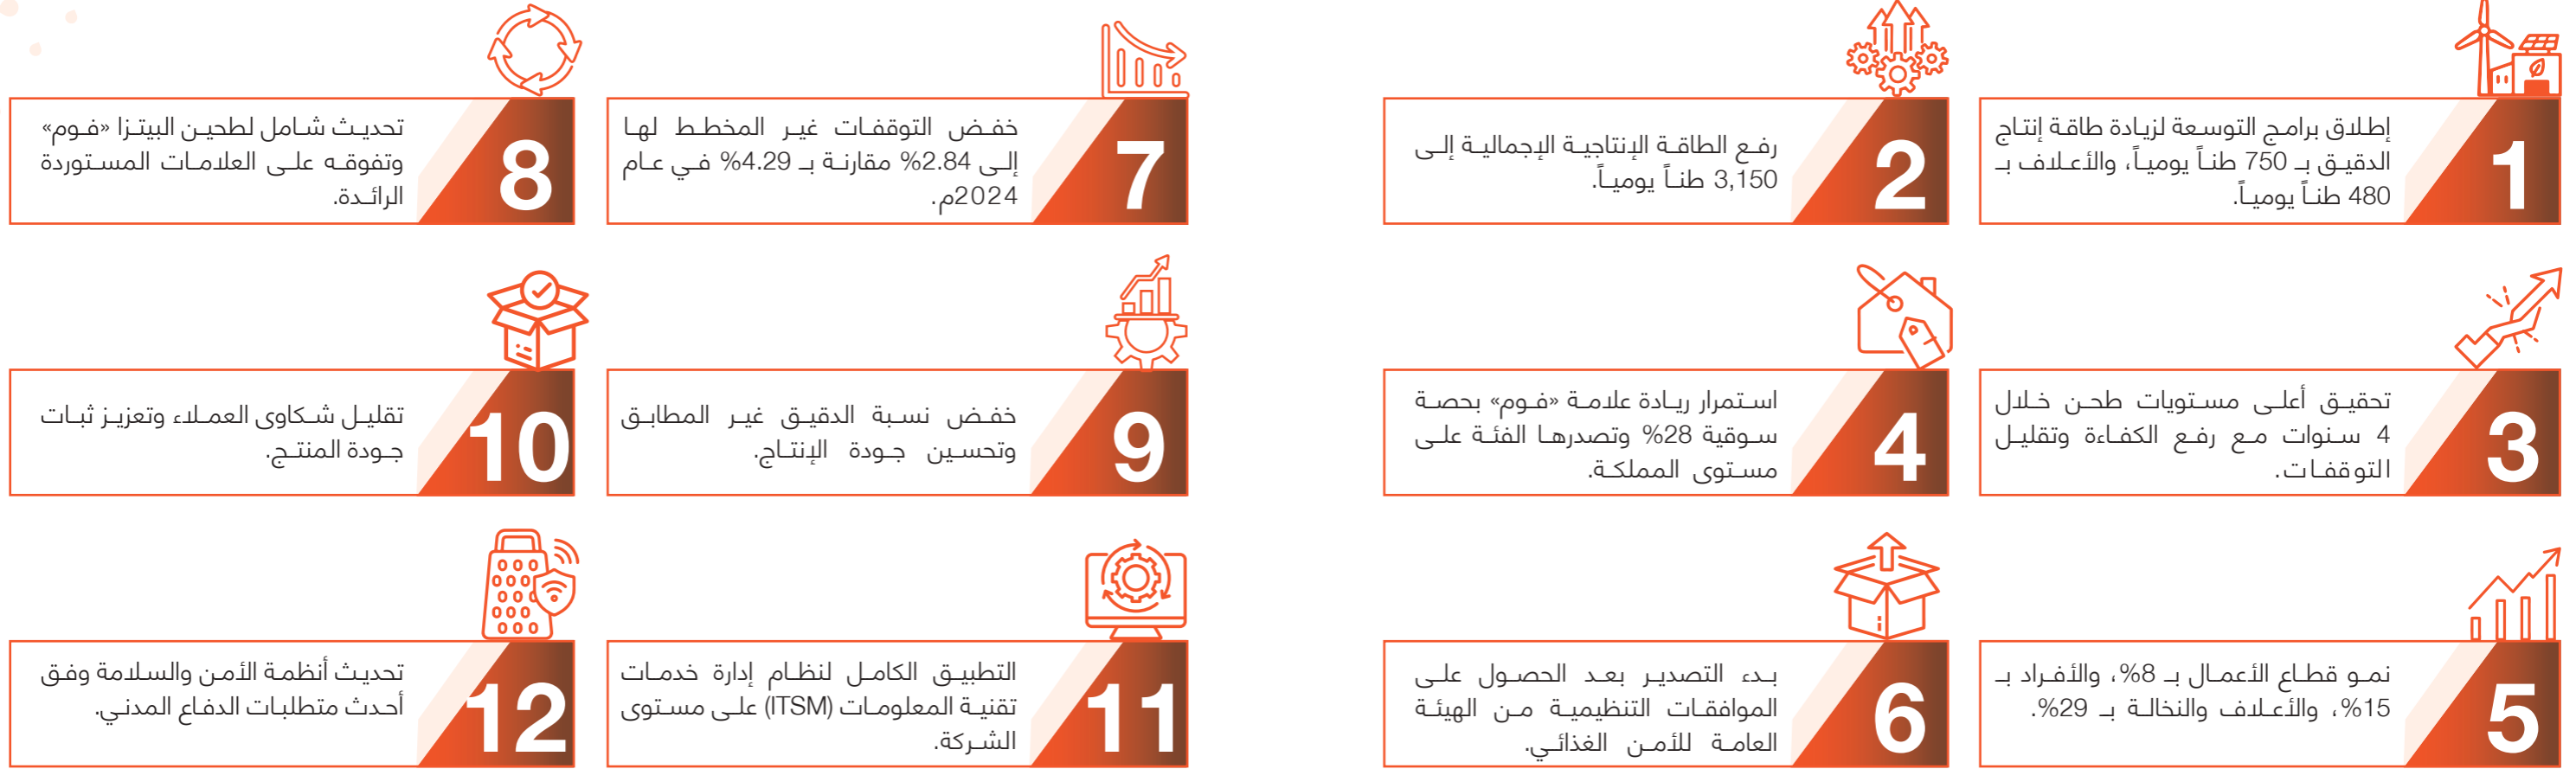 1
إطلاق برامج التوسعة لزيادة طاقة إنتاج
الدقيق بـ 750 طناً يومياً، والأعلاف بـ
480 طناً يومياً.
2
رفع الطاقة الإنتاجية الإجمالية إلى
3,150 طناً يومياً.
3
تحقيق أعلى مستويات طحن خلال
4 سنوات مع رفع الكفاءة وتقليل
التوقفات.
4
استمرار ريادة علامة «فوم» بحصة
سوقية 28% وتصدرها الفئة على
مستوى المملكة.
5
نمو قطاع الأعمال بـ 8%، والأفراد بـ
15%، والأعلاف والنخالة بـ 29%.
6
بدء التصدير بعد الحصول على
الموافقات التنظيمية من الهيئة
العامة للأمن الغذائي.
7
خفض التوقفات غير المخطط لها
إلى 2.84% مقارنة بـ 4.29% في عام
2024م.
8
تحديث شامل لطحين البيتزا «فوم»
وتفوقه على العلامات المستوردة
الرائدة.
9
خفض نسبة الدقيق غير المطابق
وتحسين جودة الإنتاج.
10
تقليل شكاوى العملاء وتعزيز ثبات
جودة المنتج.
11
التطبيق الكامل لنظام إدارة خدمات
تقنية المعلومات (ITSM) على مستوى
الشركة.
12
تحديث أنظمة الأمن والسلامة وفق
أحدث متطلبات الدفاع المدني.